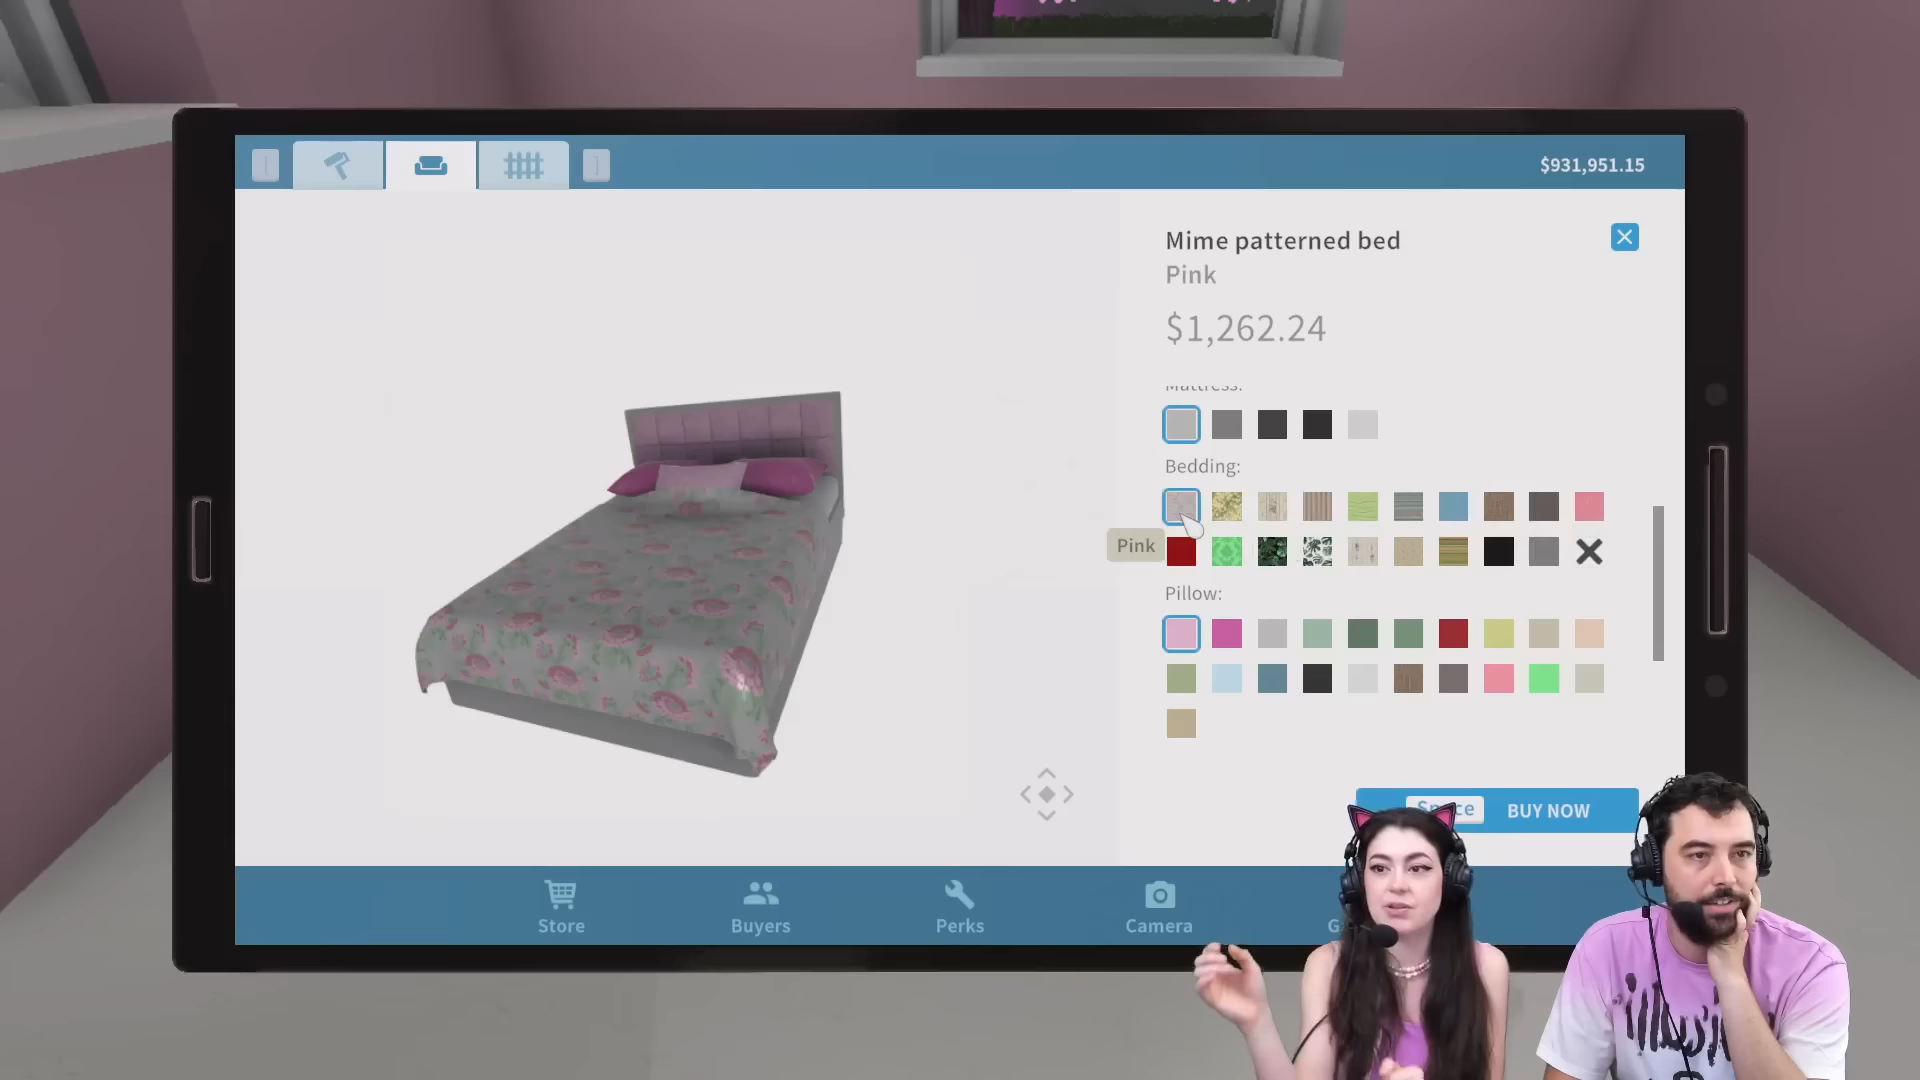 $931,951.15
Mime patterned bed
Pink
$1,262.24
Mattress:
Bedding:
Pink
Pillow:
BUY NOW
Store
Buyers
Perks
Camera